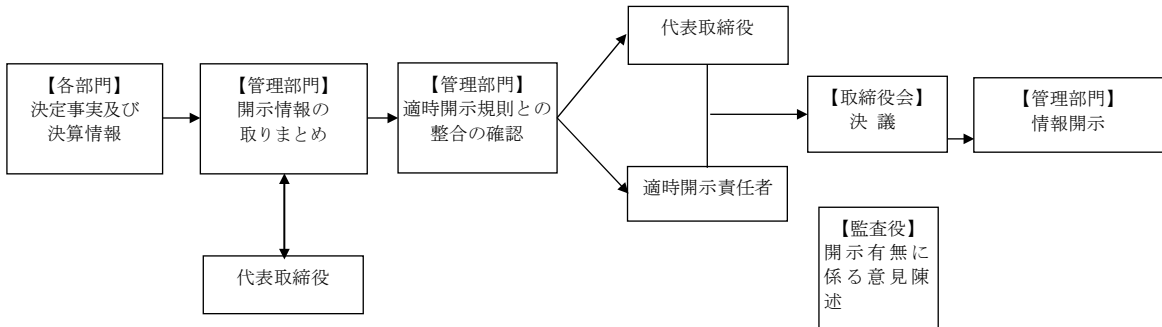 【各部門】
決定事実及び
決算情報
【管理部門】
開示情報の
取りまとめ
代表取締役
【管理部門】
適時開示規則との
整合の確認
代表取締役
適時開示責任者
【取締役会】
決 議
【監査役】
開示有無に
係る意見陳
述
【管理部門】
情報開示